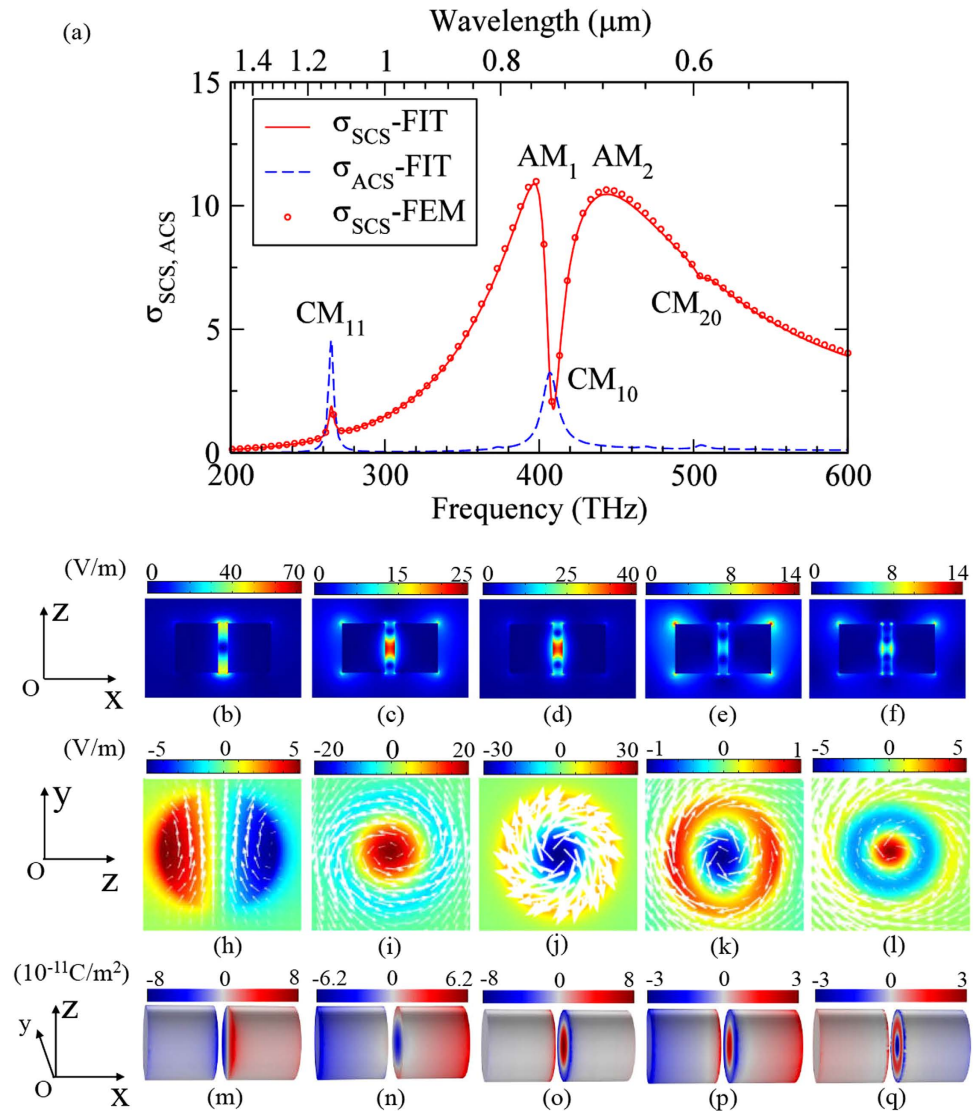 (a)
Wavelength (μm)
1.4 1.2 1 0.8 0.6
15
10
5
0
σSCS, ACS
σSCS-FIT
σACS-FIT
σSCS-FEM
AM1 AM2
CM11
CM20
CM10
200 300 400 500 600
Frequency (THz)
(V/m) 0 40 70 0 15 25 0 25 40 0 8 14 0 8 14
Z
O X
(b) (c) (d) (e) (f)
(V/m) -5 0 5 -20 0 20 -30 0 30 -1 0 1 -5 0 5
y
O Z
(h) (i) (j) (k) (l)
(10-11C/m2) -8 0 8 -6.2 0 6.2 -8 0 8 -3 0 3 -3 0 3
y Z
O X
(m) (n) (o) (p) (q)